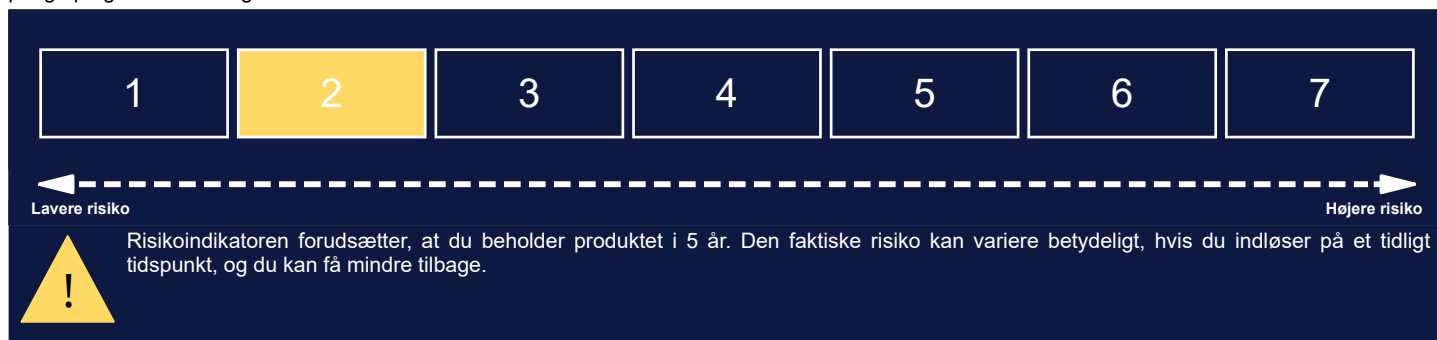 1 2 3 4 5 6 7
Lavere risiko Højere risiko
Risikoindikatoren forudsætter, at du beholder produktet i 5 år. Den faktiske risiko kan variere betydeligt, hvis du indløser på et tidligt
tidspunkt, og du kan få mindre tilbage.
!